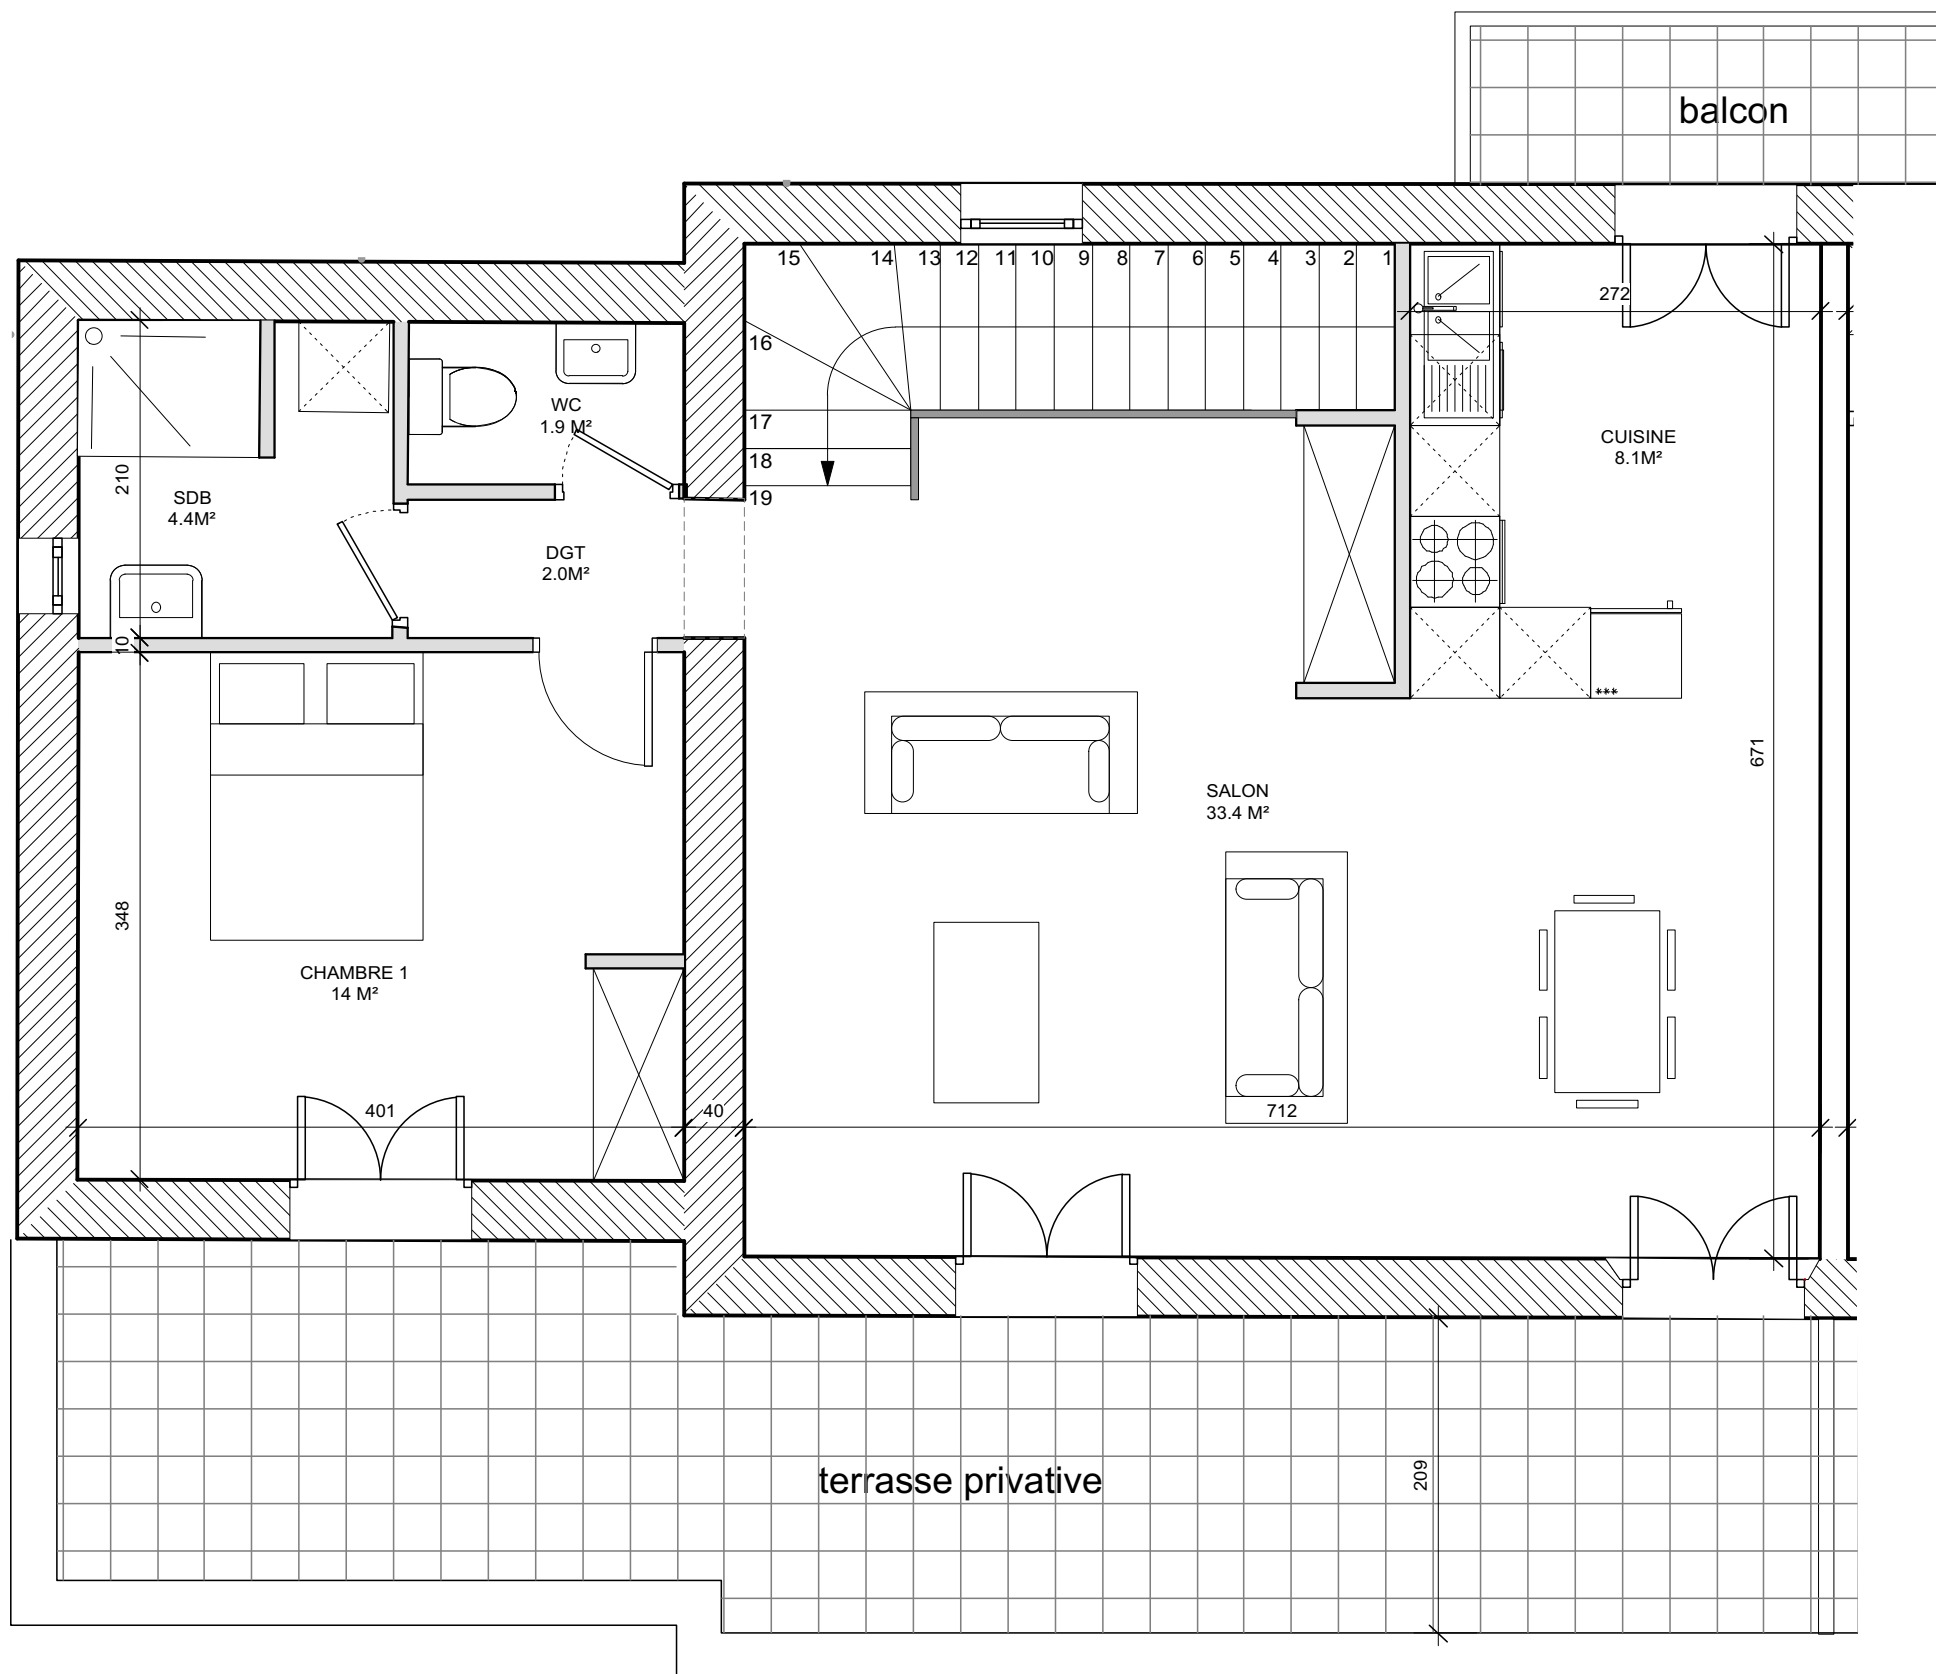 balcon
15
14
13
12
11
10
9
8
7
6
5
4
3
2
1
16
17
18
19
272
CUISINE
8.1M²
WC
1.9 M²
210
SDB
4.4M²
DGT
2.0M²
10
***
671
SALON
33.4 M²
348
CHAMBRE 1
14 M²
401
40
712
terrasse privative
209